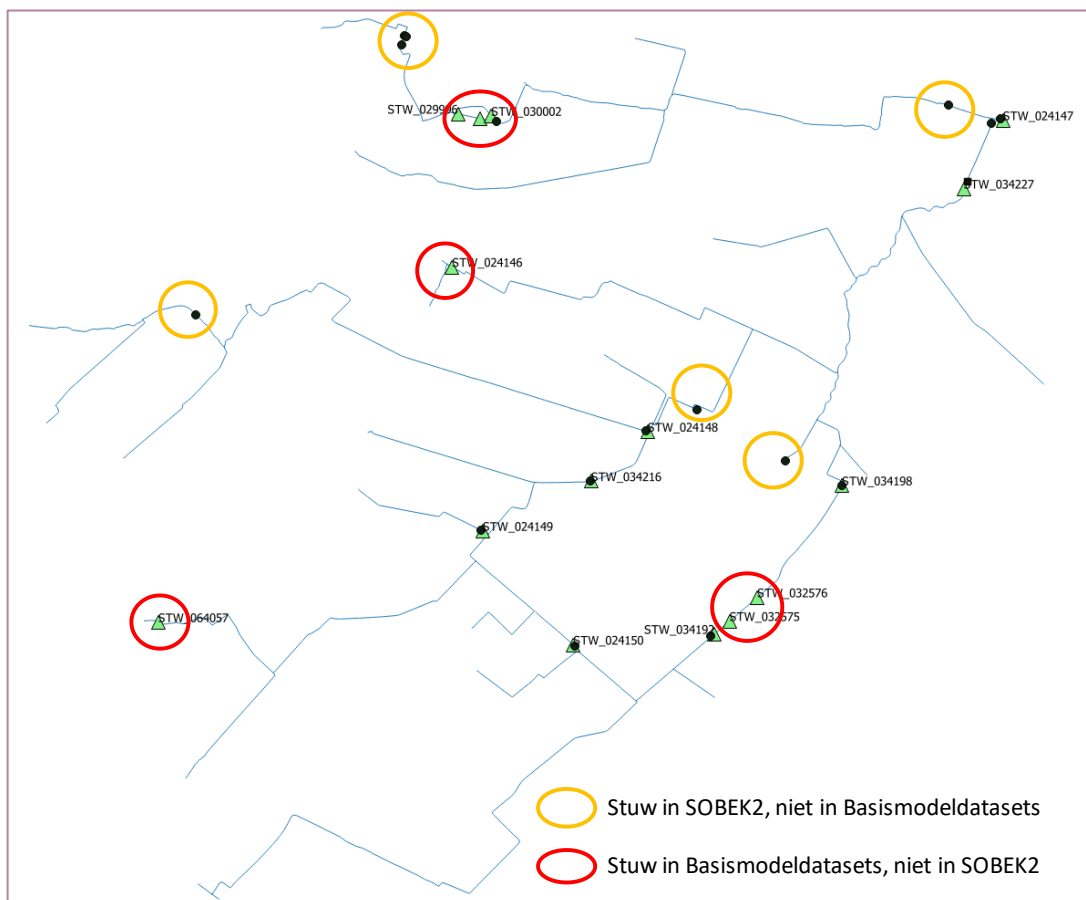 STW_029996
STW_030002
STW_024147
STW_034227
STW_024146
STW_024148
STW_034216
STW_034198
STW_024149
STW_032576
STW_064057
STW_032575
STW_034192
STW_024150
Stuw in SOBEK2, niet in Basismodeldatasets
Stuw in Basismodeldatasets, niet in SOBEK2